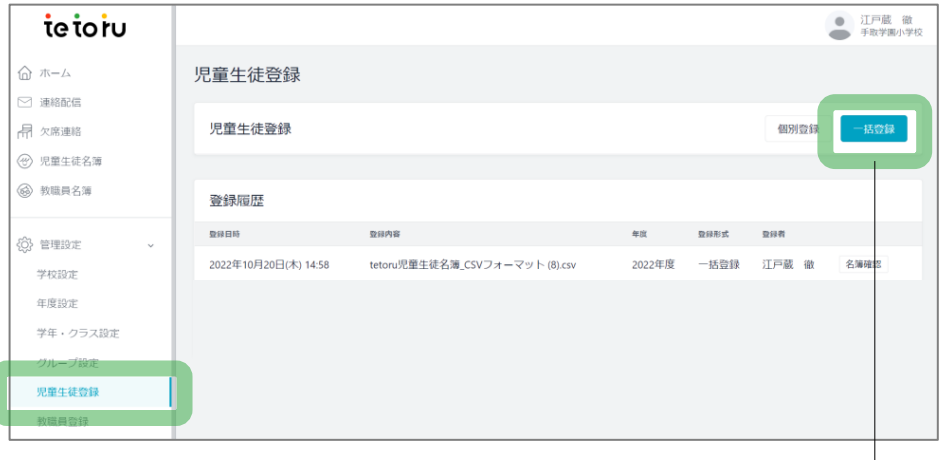 tetoru
江戸蔵 徹
手取学園小学校
ホーム
連絡配信
欠席連絡
児童生徒名簿
教職員名簿
管理設定
学校設定
年度設定
学年・クラス設定
グループ設定
児童生徒登録
教職員登録
児童生徒登録
児童生徒登録
個別登録 一括登録
登録履歴
登録日時 登録内容 年度 登録形式 登録者
2022年10月20日(木) 14:58 tetoru児童生徒名簿_CSVフォーマット (8).csv 2022年度 一括登録 江戸蔵 徹 名簿確認